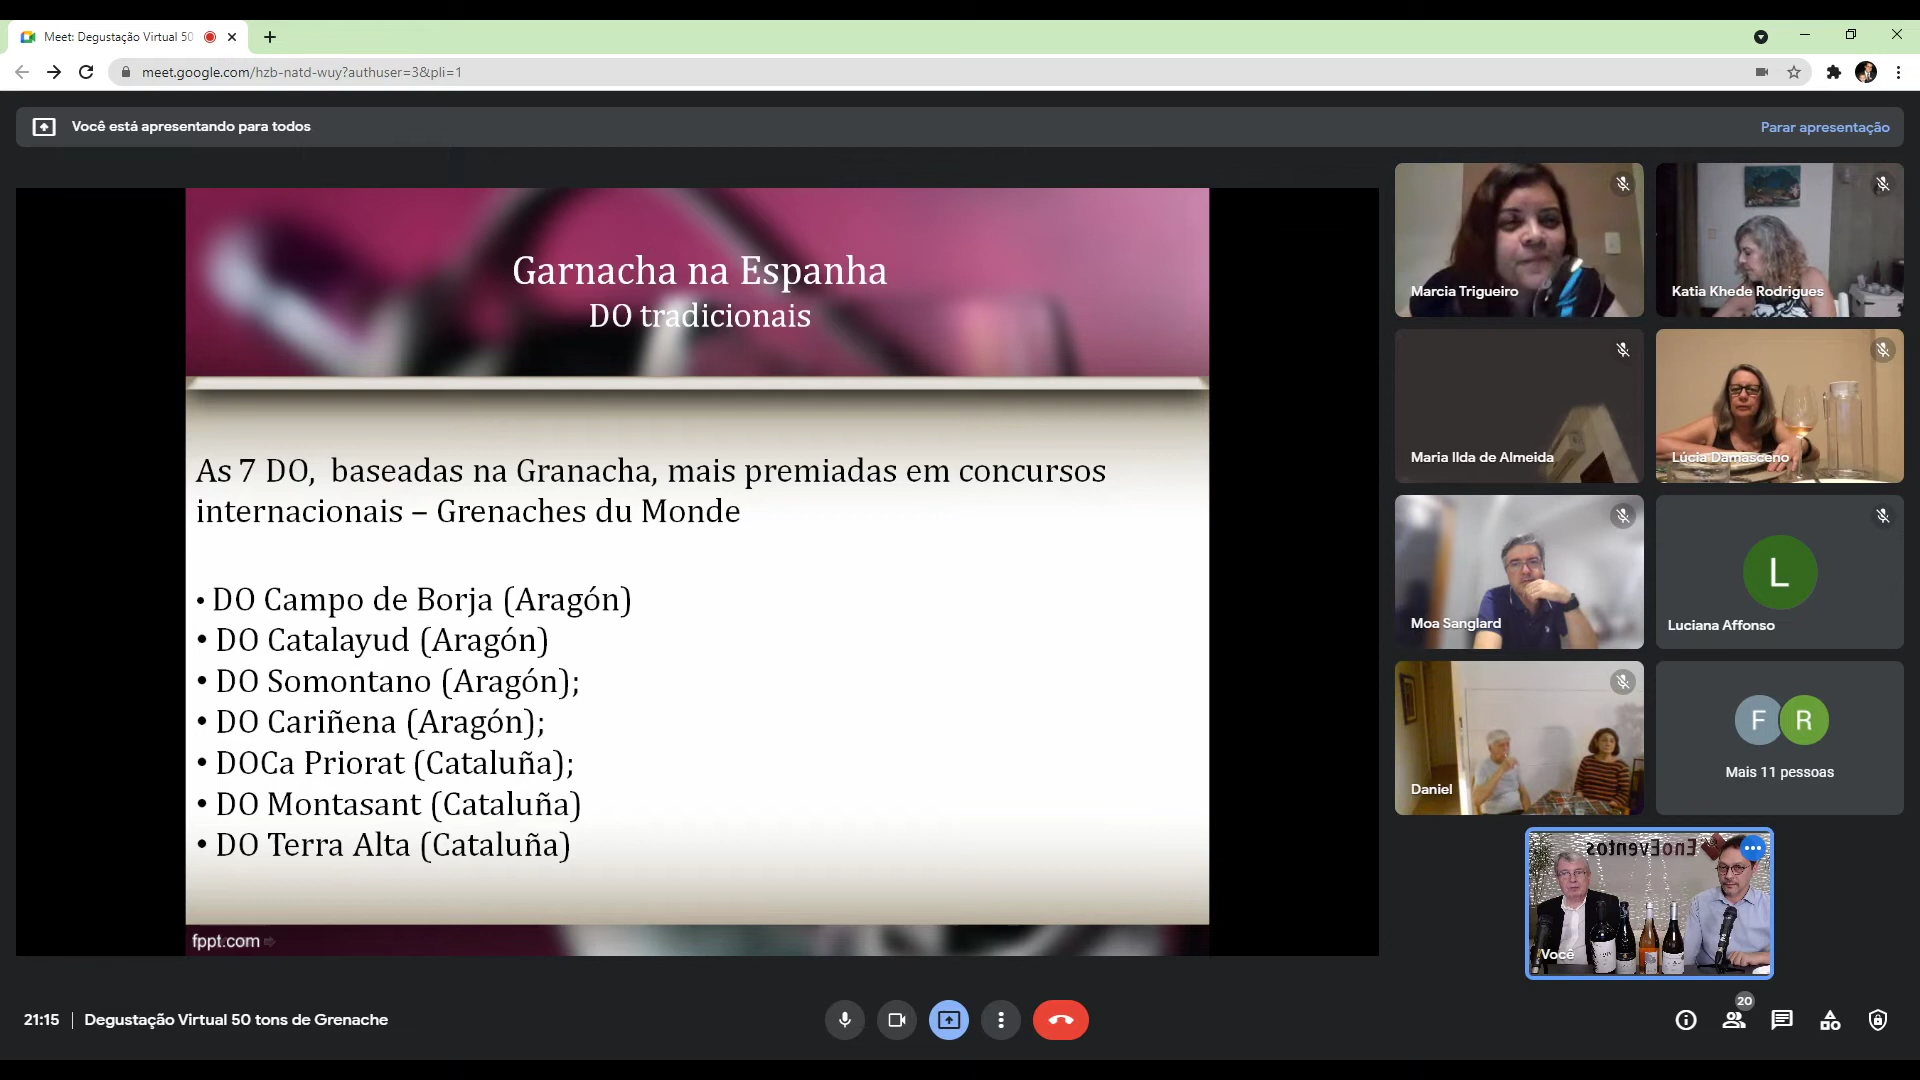 Meet: Degustação Virtual 50
meet.google.com/hzb-natd-wuy?authuser=3&pli=1
Você está apresentando para todos
Parar apresentação
Garnacha na Espanha
DO tradicionais
As 7 DO, baseadas na Granacha, mais premiadas em concursos
internacionais – Grenaches du Monde
• DO Campo de Borja (Aragón)
• DO Catalayud (Aragón)
• DO Somontano (Aragón);
• DO Cariñena (Aragón);
• DOCa Priorat (Cataluña);
• DO Montasant (Cataluña)
• DO Terra Alta (Cataluña)
fppt.com
Marcia Trigueiro
Katia Khede Rodrigues
Maria Ilda de Almeida
Lúcia Damasceno
Moa Sanglard
L
Luciana Affonso
Daniel
F R
Mais 11 pessoas
EnoEventos
Você
21:15 | Degustação Virtual 50 tons de Grenache
20